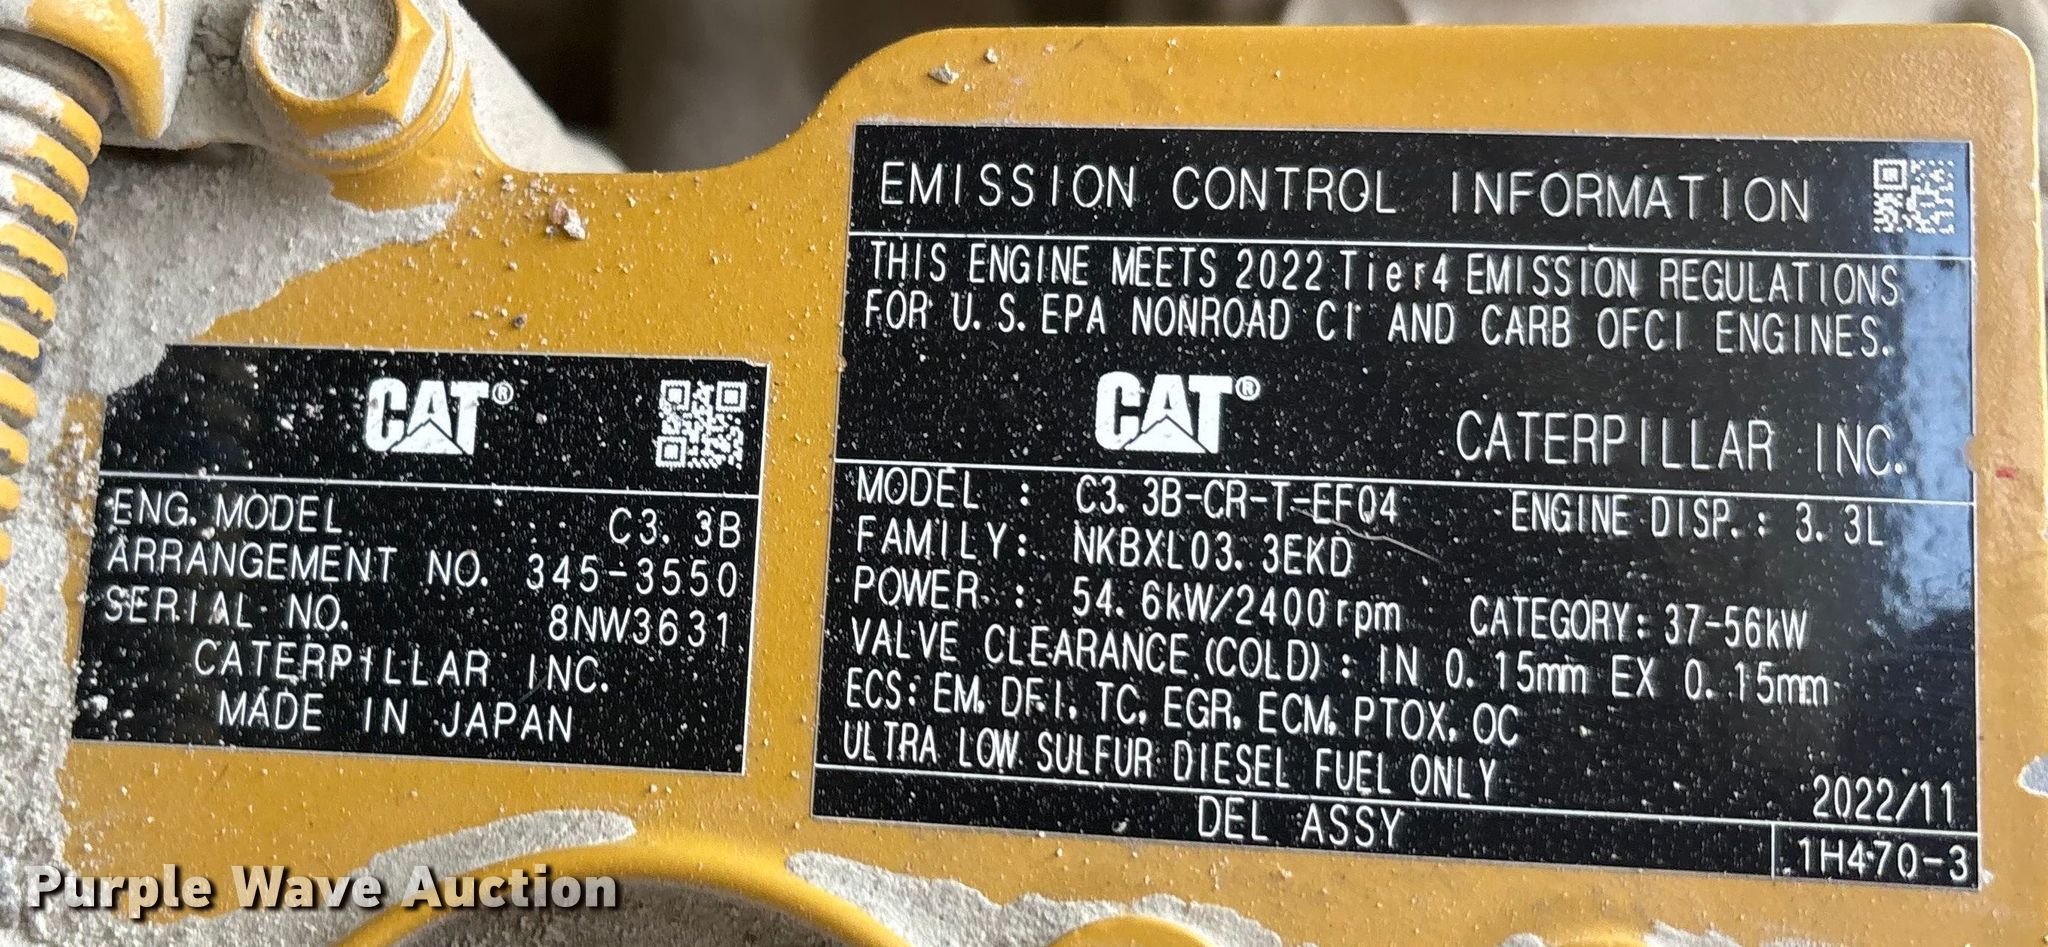 CAT®
ENG. MODEL C3.3B
ARRANGEMENT NO. 345-3550
SERIAL NO. 8NW3631
CATERPILLAR INC.
MADE IN JAPAN
EMISSION CONTROL INFORMATION
THIS ENGINE MEETS 2022 Tier4 EMISSION REGULATIONS
FOR U.S. EPA NONROAD CI AND CARB OFCI ENGINES.
CAT® CATERPILLAR INC.
MODEL : C3.3B-CR-T-EF04 ENGINE DISP. : 3.3L
FAMILY: NKBXL03.3EKD
POWER : 54.6kW/2400rpm CATEGORY: 37-56kW
VALVE CLEARANCE (COLD) : IN 0.15mm EX 0.15mm
ECS: EM, DFI, TC, EGR, ECM, PTOX, OC
ULTRA LOW SULFUR DIESEL FUEL ONLY
2022/11
DEL ASSY
1H470-3
Purple Wave Auction